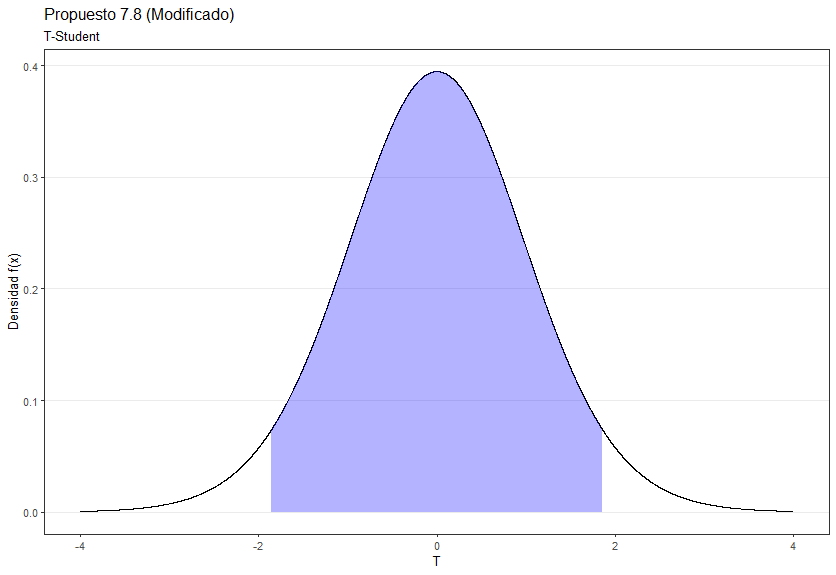 Propuesto 7.8 (Modificado)
T-Student
0.4
0.3
0.2
0.1
0.0
Densidad f(x)
-4
-2
0
2
4
T